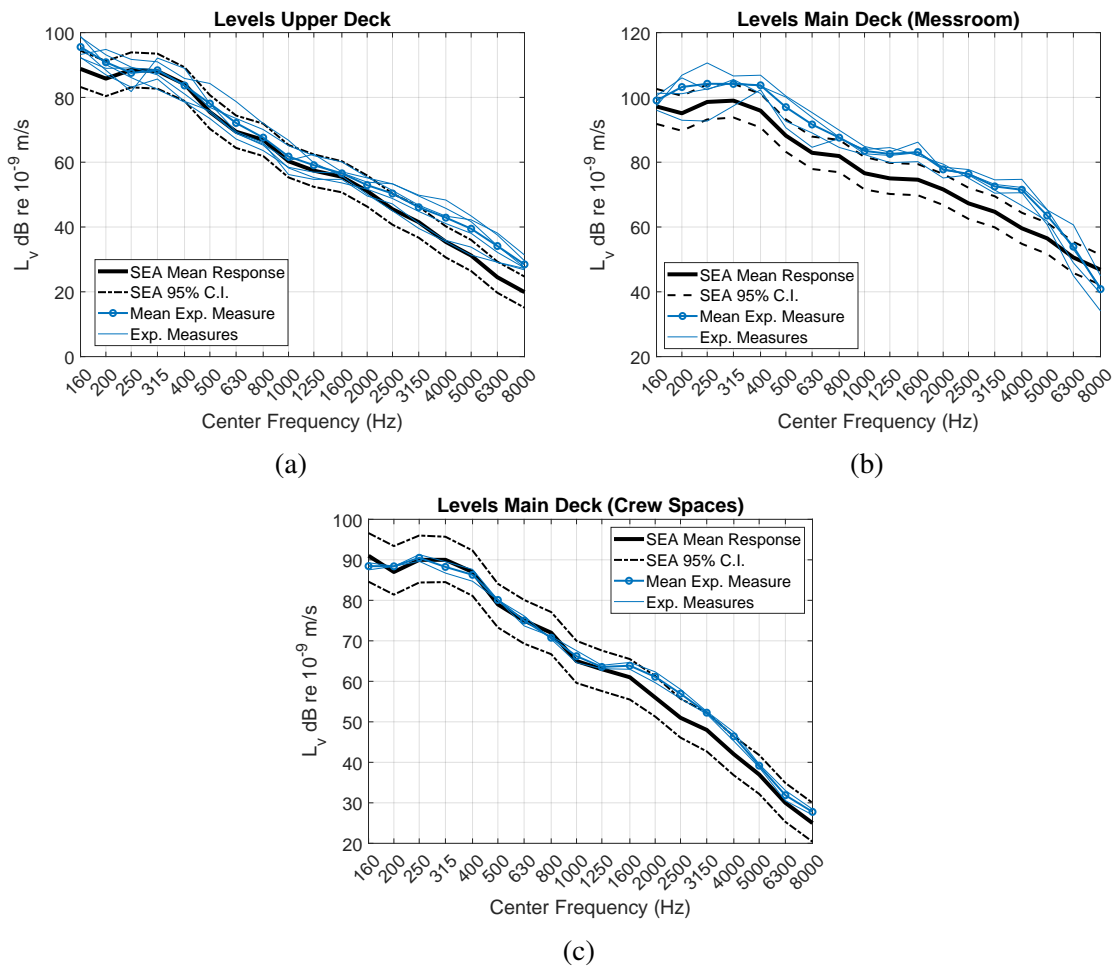 Levels Upper Deck
L_v dB re 10^-9 m/s
100
80
60
40
20
0
SEA Mean Response
SEA 95% C.I.
Mean Exp. Measure
Exp. Measures
160 200 250 315 400 500 630 800 1000 1250 1600 2000 2500 3150 4000 5000 6300 8000
Center Frequency (Hz)
(a)
Levels Main Deck (Messroom)
L_v dB re 10^-9 m/s
120
100
80
60
40
20
SEA Mean Response
SEA 95% C.I.
Mean Exp. Measure
Exp. Measures
160 200 250 315 400 500 630 800 1000 1250 1600 2000 2500 3150 4000 5000 6300 8000
Center Frequency (Hz)
(b)
Levels Main Deck (Crew Spaces)
L_v dB re 10^-9 m/s
100
90
80
70
60
50
40
30
20
SEA Mean Response
SEA 95% C.I.
Mean Exp. Measure
Exp. Measures
160 200 250 315 400 500 630 800 1000 1250 1600 2000 2500 3150 4000 5000 6300 8000
Center Frequency (Hz)
(c)